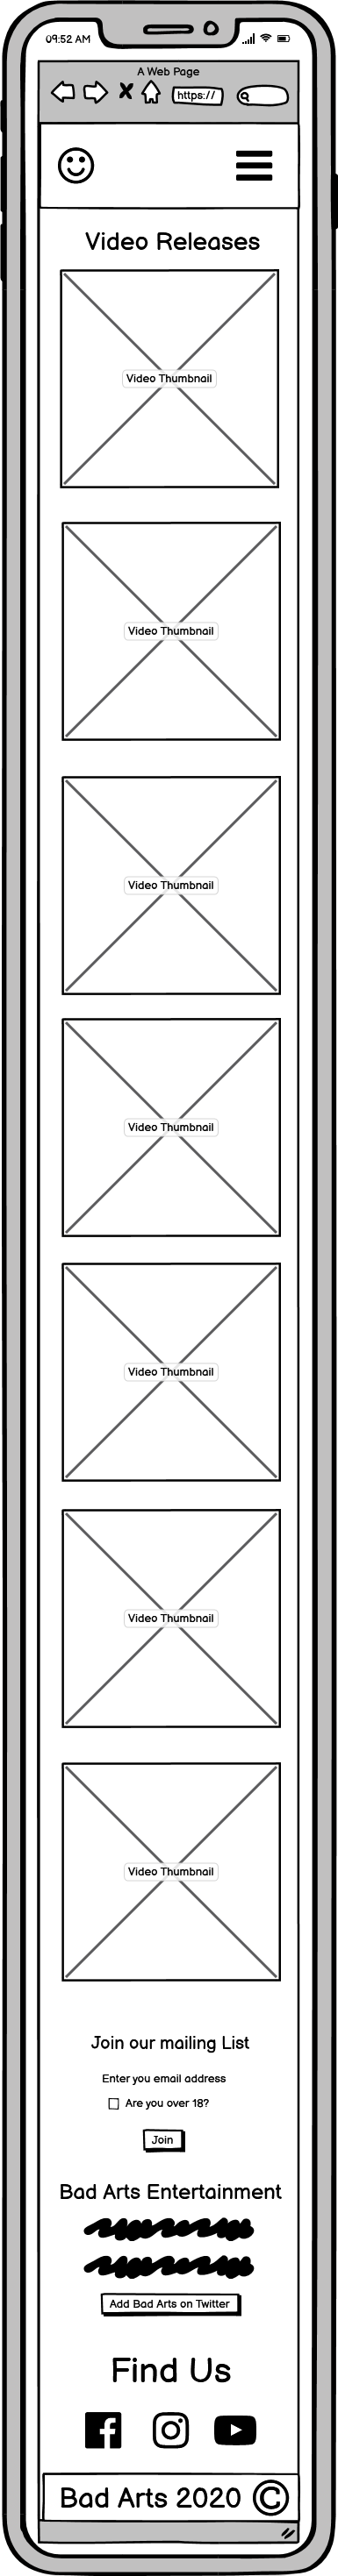 09:52 AM
A Web Page
https://
Video Releases
Video Thumbnail
Video Thumbnail
Video Thumbnail
Video Thumbnail
Video Thumbnail
Video Thumbnail
Video Thumbnail
Join our mailing List
Enter you email address
Are you over 18?
Join
Bad Arts Entertainment
Add Bad Arts on Twitter
Find Us
Bad Arts 2020 ©